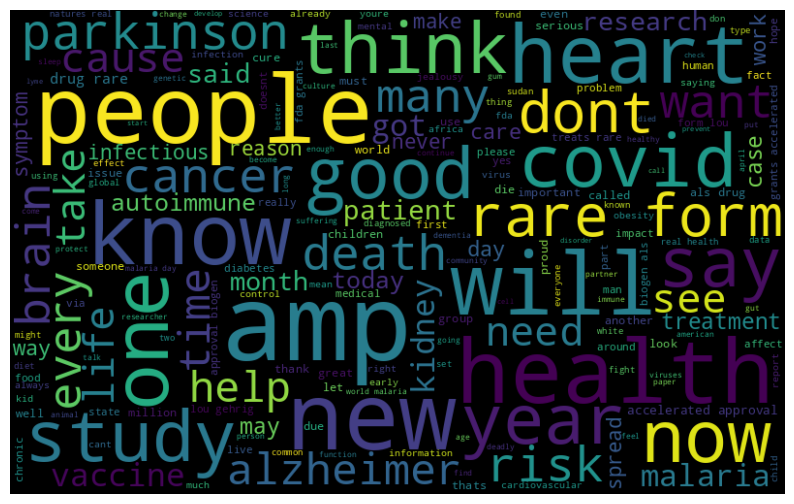 natures real
change
develop
science
already
youre
found
don
type
parkinson
think
heart
even
research
hope
sleep
infection
last
mental
serious
check
cause
cure
make
work
human
genetic
jealousy
gum
saying
fact
said
drug rare
must
fda grants
doesnt
culture
sudan
problem
people
many
dont
want
symptom
start
better
use
thing
died
form lou
put
got
africa
fda
treats rare
healthy
grants accelerated
infectious
reason
never
care
covid
case
using
issue
effect
become
world
enough
please
yes
virus
prevent
brain
take
cancer
good
die
important
called
april
call
als drug
global
really
long
autoimmune
patient
rare form
know
children
diagnosed
first
known
obesity
suffering
dementia
disorder
real health
data
come
protect
someone
death
day
community
proud
part
impact
biogen als
say
malaria day
diabetes
mean
month
today
partner
man
immune
gut
every
life
one
time
via
control
medical
will
everyone
see
might
researcher
approval biogen
amp
kidney
group
white
another
treatment
way
talk
two
going
need
american
diet
food
thank
great
right
set
around
look
affect
health
always
help
let
early
fight
viruses
report
kid
lou gehrig
world malaria
paper
well
state
million
new
year
accelerated approval
animal
person
may
due
age
deadly
feel
study
cant
live
common
function
information
find
risk
spread
now
chronic
vaccine
much
alzheimer
thats
cardiovascular
malaria
child